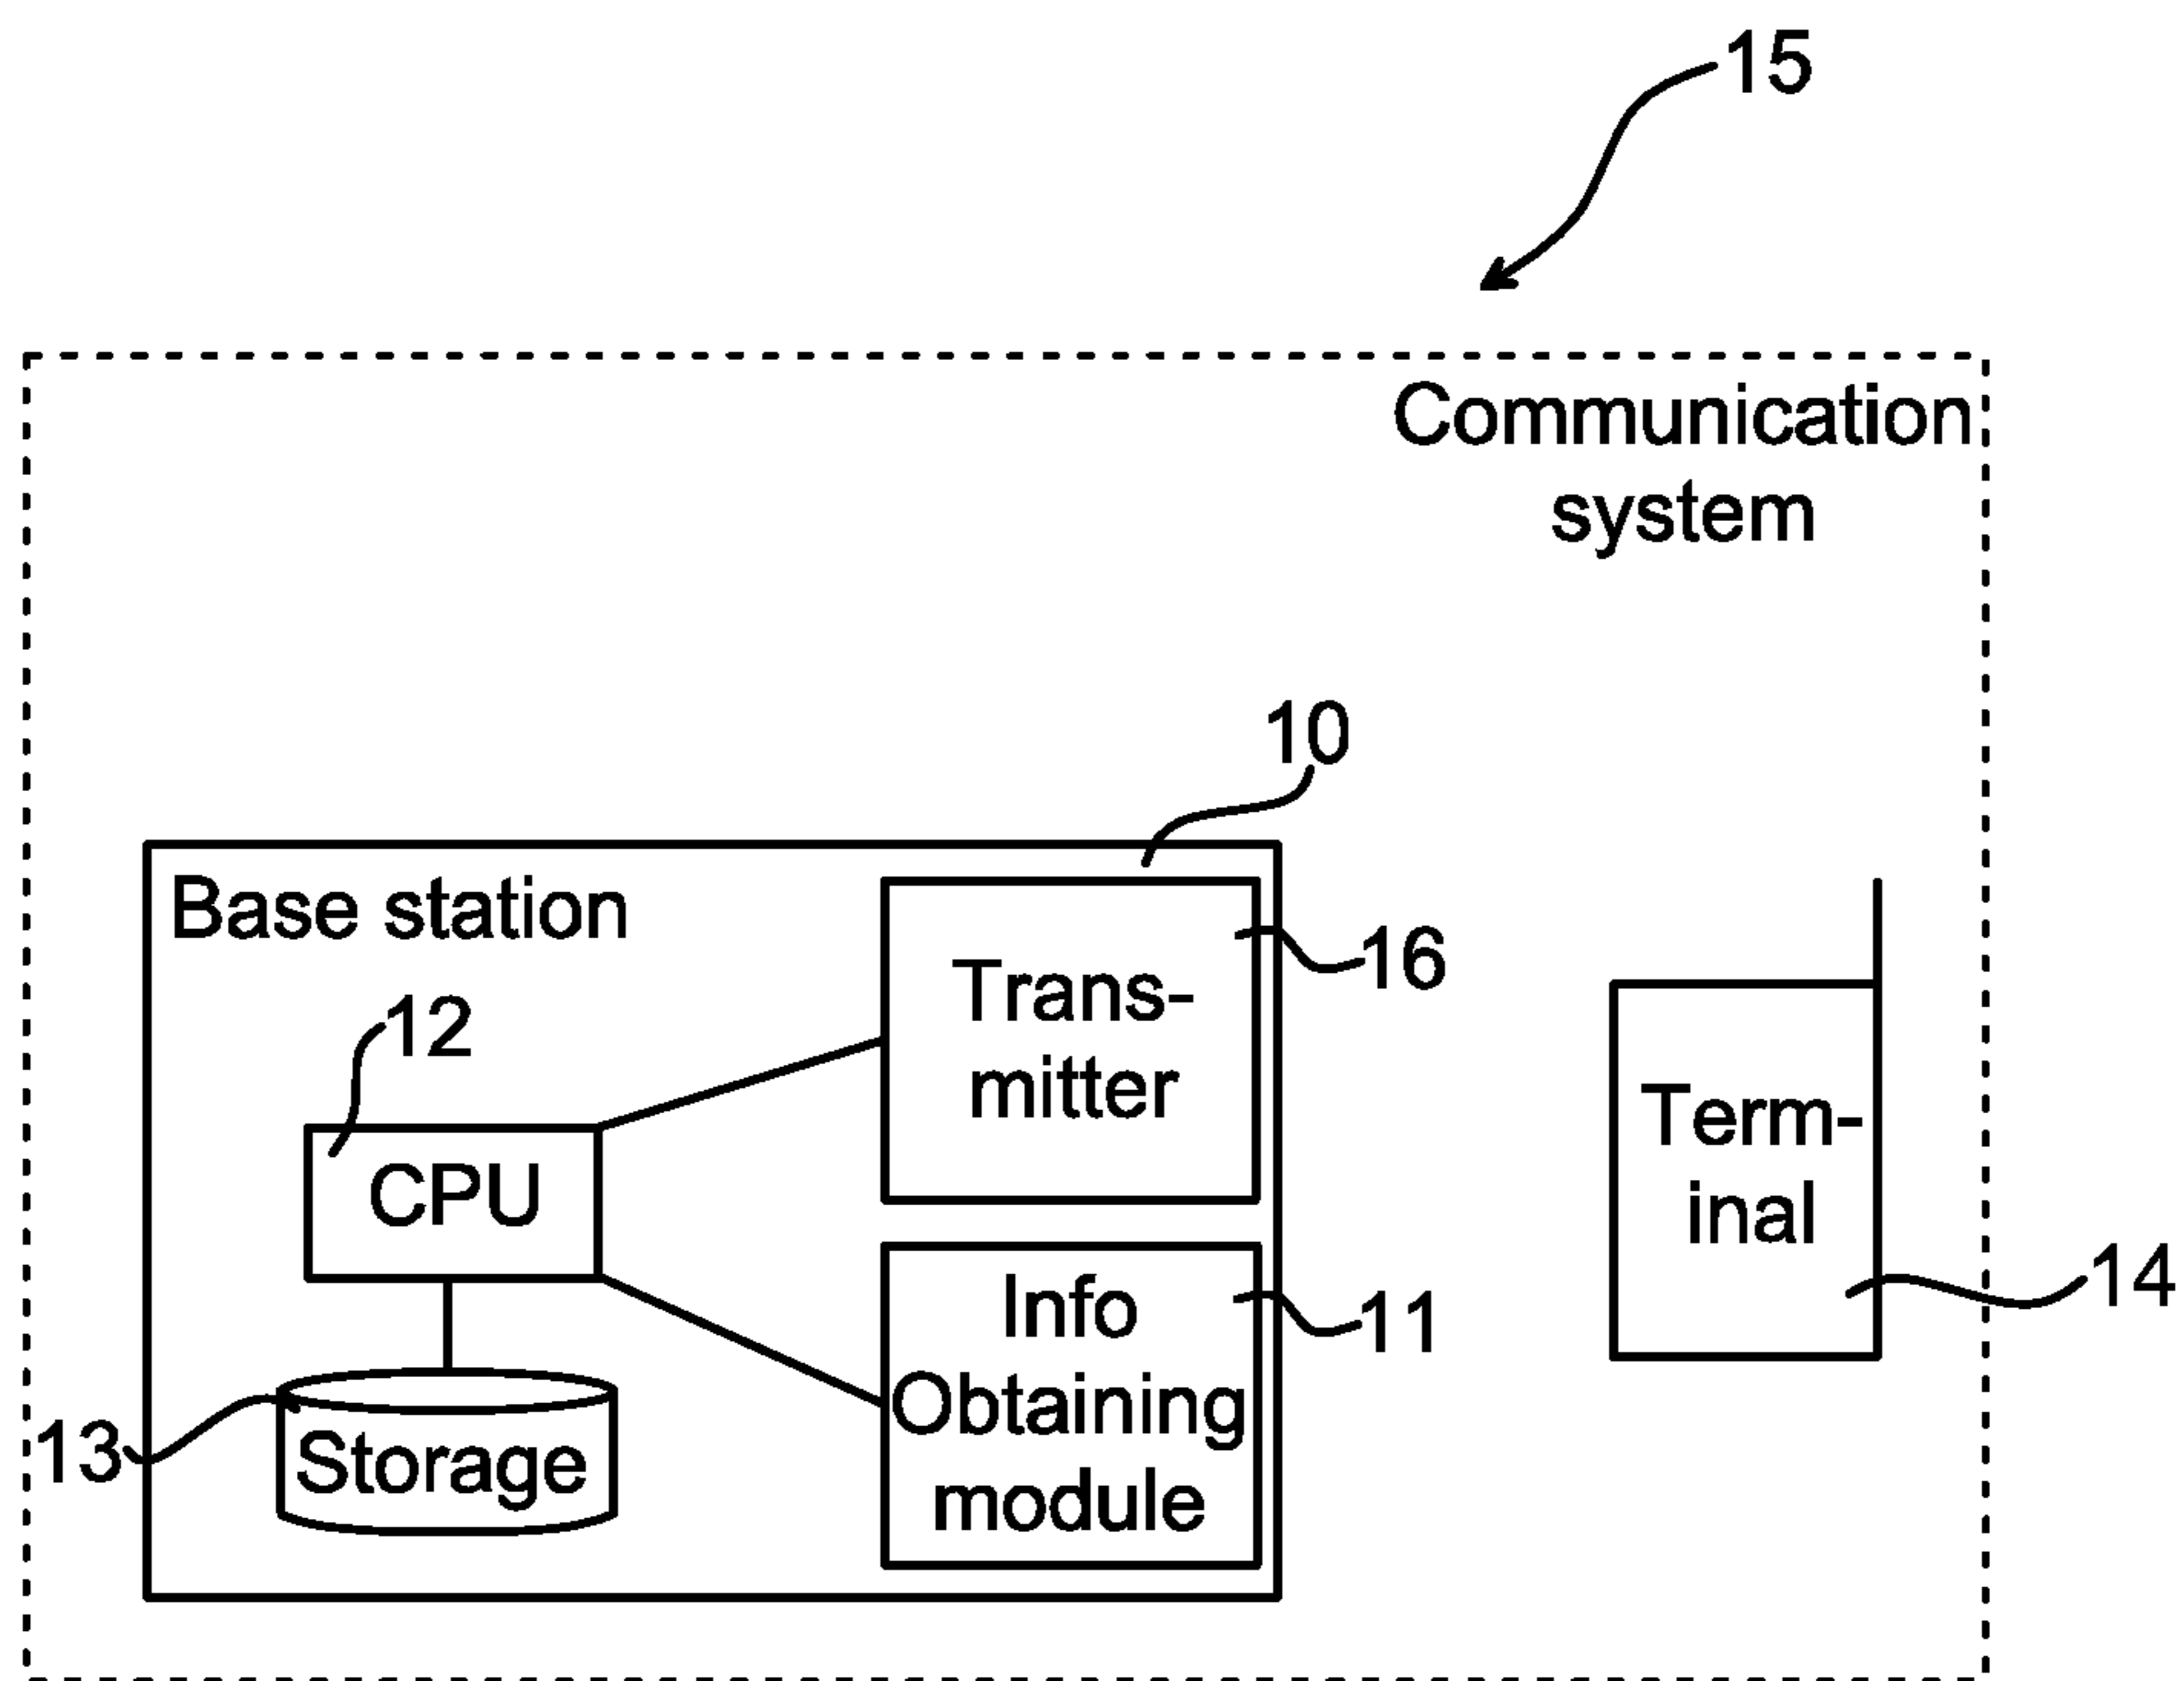 15
Communication
system
10
Base station
16
Trans-
mitter
12
CPU
Term-
inal
14
Info
Obtaining
module
11
13
Storage